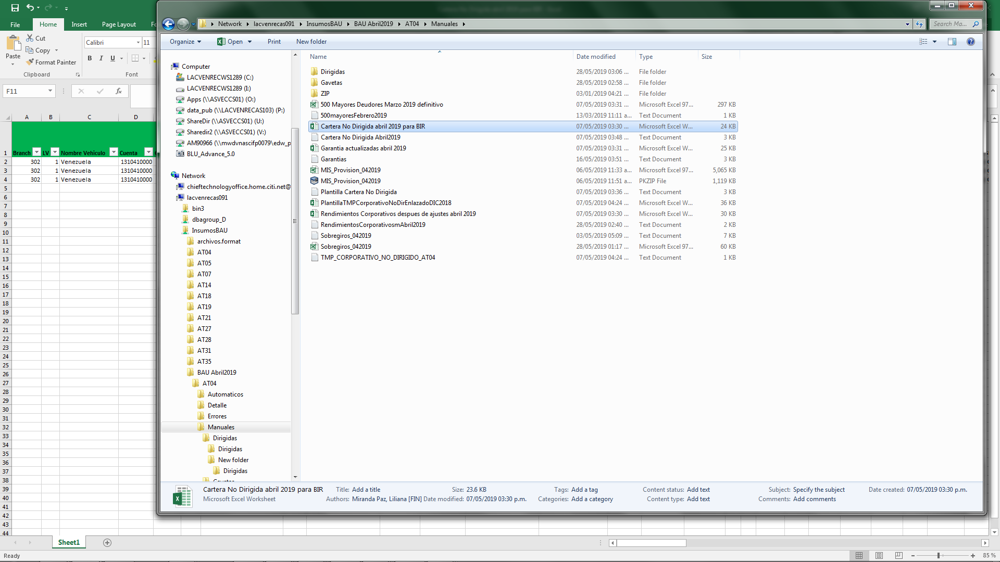 File
Home
Insert
Page Layout
Fo
Network
lacvenrecas091
InsumosBAU
BAU Abril2019
AT04
Manuales
Search Ma...
Organize
Open
Print
New folder
Cut
Copy
Paste
Format Painter
Clipboard
Calibri
11
B I U
Font
F11
fx
A B C D
1 Branch LV Nombre Vehiculo Cuenta
2 302 1 Venezuela 1310410000
3 302 1 Venezuela 1310410000
4 302 1 Venezuela 1310410000
5
6
7
8
9
10
11
12
13
14
15
16
17
18
19
20
21
22
23
24
25
26
27
28
29
30
31
32
33
34
35
36
37
38
39
40
41
42
43
44
Computer
LACVENRECWS1289 (C:)
LACVENRECWS1289 (I:)
Apps (\\ASVECCS01) (O:)
data_pub (\\LACVENRECAS103) (P:)
ShareDir (\\ASVECCS01) (U:)
Sharedir2 (\\ASVECCS01) (V:)
AM90966 (\\mwdvnascifp0079\edw_p
BLU_Advance_5.0
Network
chieftechnologyoffice.home.citi.net@
lacvenrecas091
bin3
dbagroup_D
InsumosBAU
archivos.format
AT04
AT05
AT07
AT14
AT18
AT19
AT21
AT27
AT28
AT31
AT35
BAU Abril2019
AT04
Automaticos
Detalle
Errores
Manuales
Dirigidas
Dirigidas
New folder
Dirigidas
Name Date modified Type Size
Dirigidas 28/05/2019 03:06 ... File folder
Gavetas 28/05/2019 02:58 ... File folder
ZIP 03/01/2019 04:21 ... File folder
500 Mayores Deudores Marzo 2019 definitivo 07/05/2019 03:31 ... Microsoft Excel 97... 297 KB
500mayoresFebrero2019 13/03/2019 11:11 a... Text Document 1 KB
Cartera No Dirigida abril 2019 para BIR 07/05/2019 03:30 ... Microsoft Excel W... 24 KB
Cartera No Dirigida Abril2019 07/05/2019 03:48 ... Text Document 3 KB
Garantia actualizadas abril 2019 07/05/2019 03:31 ... Microsoft Excel W... 25 KB
Garantias 16/05/2019 03:51 ... Text Document 3 KB
MIS_Provision_042019 06/05/2019 11:33 a... Microsoft Excel 97... 5,065 KB
MIS_Provision_042019 06/05/2019 11:51 a... PKZIP File 1,119 KB
Plantilla Cartera No Dirigida 07/05/2019 03:36 ... Text Document 3 KB
PlantillaTMPCorporativoNoDirEnlazadoDIC2018 07/05/2019 04:24 ... Microsoft Excel W... 36 KB
Rendimientos Corporativos despues de ajustes abril 2019 07/05/2019 03:30 ... Microsoft Excel W... 30 KB
RendimientosCorporativosmAbril2019 28/05/2019 02:40 ... Text Document 2 KB
Sobregiros_042019 03/05/2019 05:09 ... Text Document 7 KB
Sobregiros_042019 28/05/2019 01:17 ... Microsoft Excel 97... 60 KB
TMP_CORPORATIVO_NO_DIRIGIDO_AT04 07/05/2019 04:24 ... Text Document 1 KB
Cartera No Dirigida abril 2019 para BIR Title: Add a title Size: 23.6 KB Tags: Add a tag Content status: Add text Subject: Specify the subject Date created: 07/05/2019 03:30 p.m.
Microsoft Excel Worksheet Authors: Miranda Paz, Liliana [FIN] Date modified: 07/05/2019 03:30 p.m. Categories: Add a category Content type: Add text Comments: Add comments
Sheet1
Ready
85 %